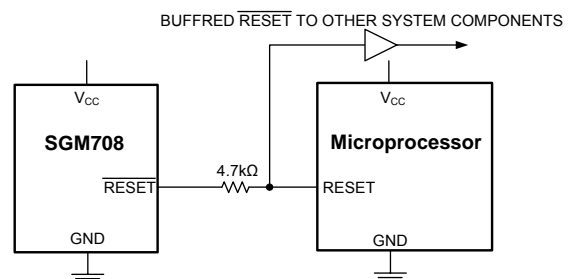 BUFFRED RESET TO OTHER SYSTEM COMPONENTS
VCC
SGM708
RESET
GND
4.7kΩ
VCC
Microprocessor
RESET
GND